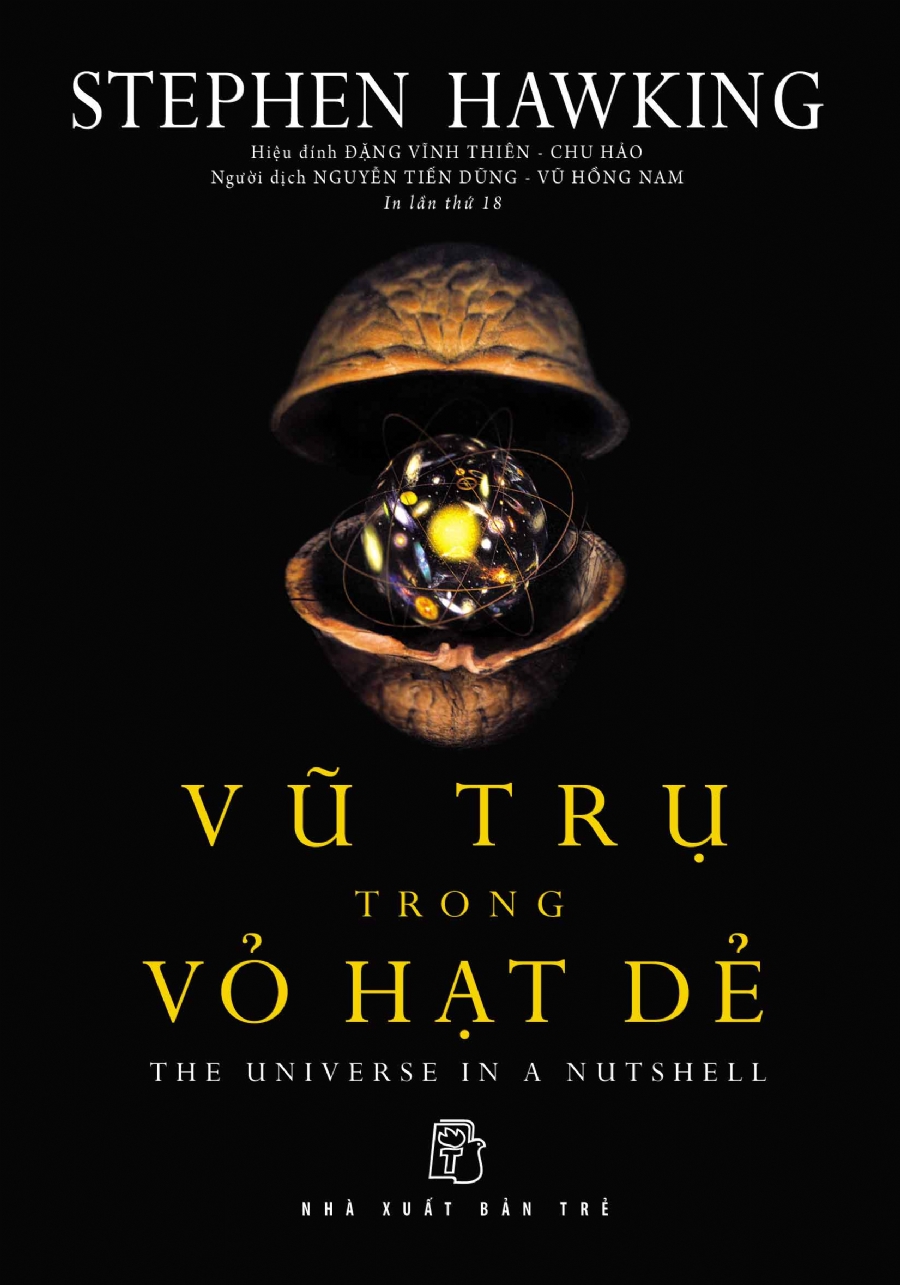 STEPHEN HAWKING
Hiệu đính ĐẶNG VĨNH THIÊN - CHU HẢO
Người dịch NGUYỄN TIẾN DŨNG - VŨ HỒNG NAM
In lần thứ 18
VŨ TRỤ
TRONG
VỎ HẠT DẺ
THE UNIVERSE IN A NUTSHELL
T
NHÀ XUẤT BẢN TRẺ